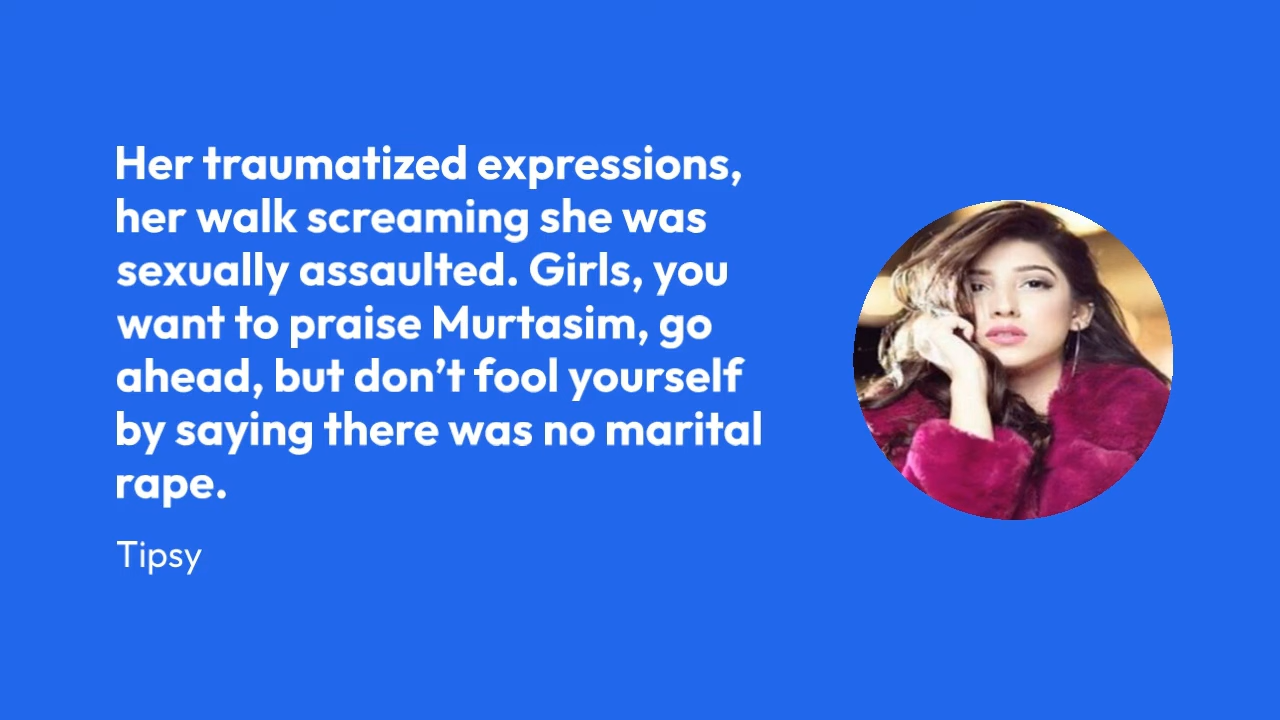 Her traumatized expressions,
her walk screaming she was
sexually assaulted. Girls, you
want to praise Murtasim, go
ahead, but don’t fool yourself
by saying there was no marital
rape.
Tipsy